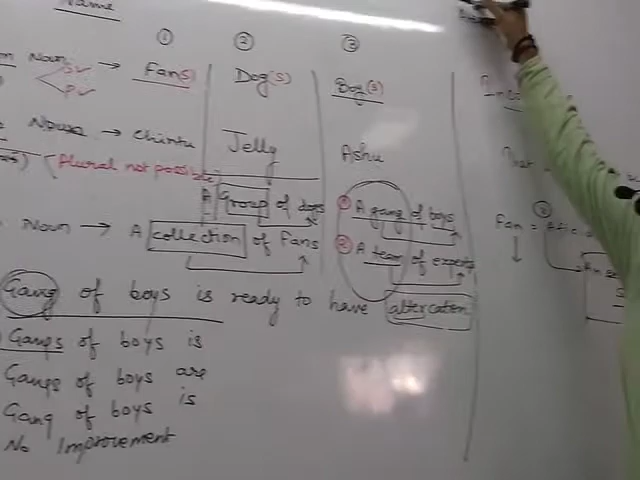 Name
① ② ③
Noun → Fan(s) Dog(s) Boy(s)
Noun → Chintu Jelly Ashu
(Plural not possible)
A Group of dogs ① A gang of boys
Noun → A collection of Fans ② A team of experts
Fan =
Gang of boys is ready to have altercation
Gangs of boys is
Gangs of boys are
Gang of boys is
No Improvement